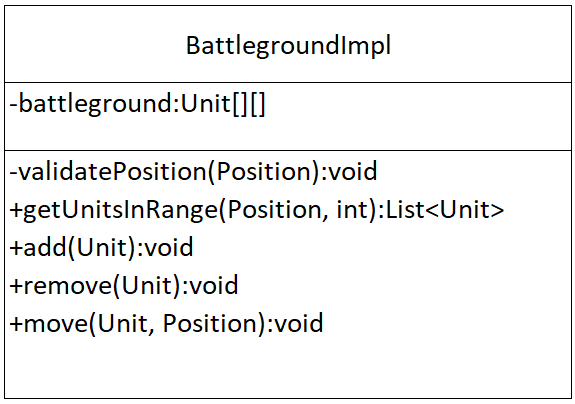 BattlegroundImpl
-battleground:Unit[][]
-validatePosition(Position):void
+getUnitsInRange(Position, int):List<Unit>
+add(Unit):void
+remove(Unit):void
+move(Unit, Position):void